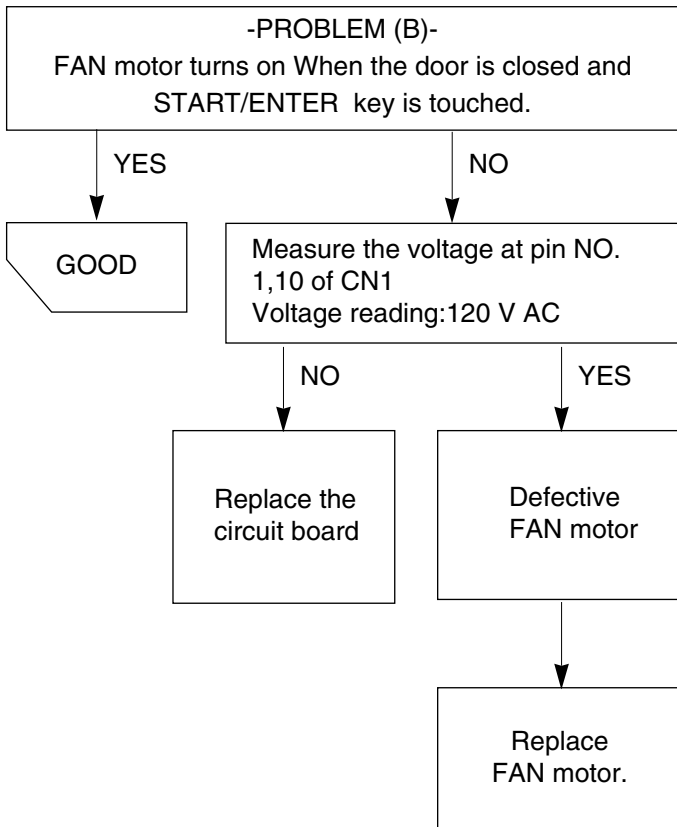 -PROBLEM (B)-
FAN motor turns on When the door is closed and
START/ENTER key is touched.
YES
NO
GOOD
Measure the voltage at pin NO.
1,10 of CN1
Voltage reading:120 V AC
NO
YES
Replace the
circuit board
Defective
FAN motor
Replace
FAN motor.